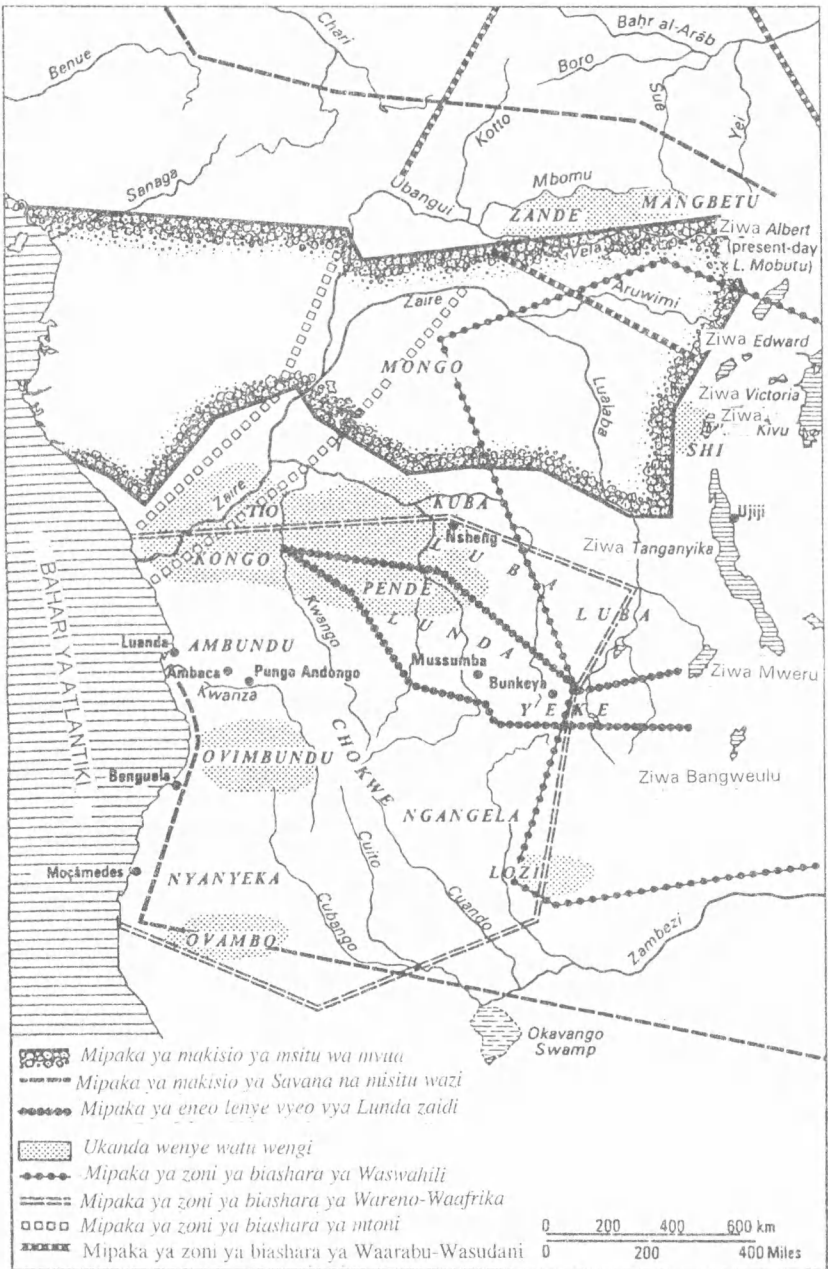 Chari
Bahr al-Arāb
Benue
Boro
Sue
Yei
Kotto
Sanaga
Ubangui
Mbomu
MANGBETU
ZANDE
Ziwa Albert
(present-day
L. Mobutu)
Zaire
Aruwimi
MONGO
Ziwa Edward
Lualaba
Ziwa Victoria
Ziwa
Kivu
SHI
Zaire
TIO
KUBA
Ujiji
Nsheng
Ziwa Tanganyika
KONGO
LUBA
PENDE
LUBA
Kwango
LUNDA
BAHARI YA ATLANTIKI
Luanda
AMBUNDU
Ambaca
Pungo Andongo
Mussumba
Bunkeya
Ziwa Mweru
Kwanza
YEKE
CHOKWE
OVIMBUNDU
Ziwa Bangweulu
Benguela
NGANGELA
Moçâmedes
NYANYEKA
Cuito
LOZI
Cubango
Cuando
OVAMBO
Zambezi
Okavango
Swamp
Mipaka ya makisio ya msitu wa mvua
Mipaka ya makisio ya Savana na misitu wazi
Mipaka ya eneo lenye vyeo vya Lunda zaidi
Ukanda wenye watu wengi
Mipaka ya zoni ya biashara ya Waswahili
Mipaka ya zoni ya biashara ya Wareno-Waafrika
Mipaka ya zoni ya biashara ya mtoni
Mipaka ya zoni ya biashara ya Waarabu-Wasudani
0 200 400 600 km
0 200 400 Miles